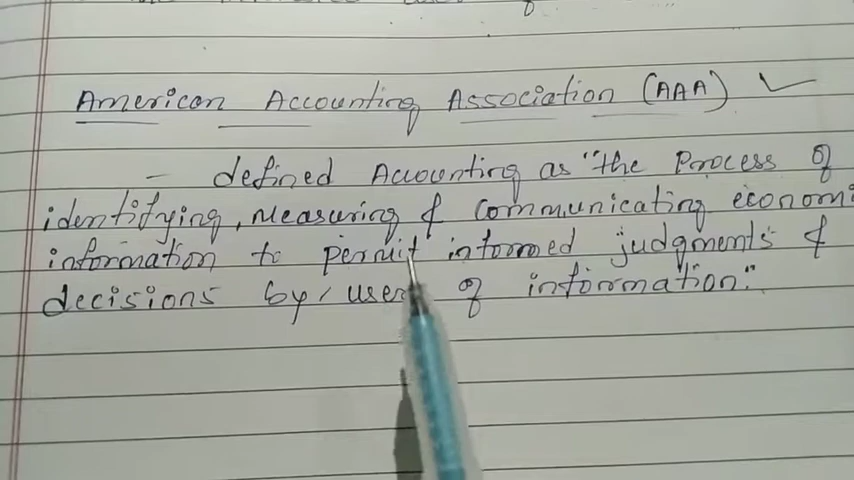 American Accounting Association (AAA)
- defined Accounting as "the Process of
identifying, Measuring & Communicating economi
information to permit informed judgments &
decisions by, user of information".